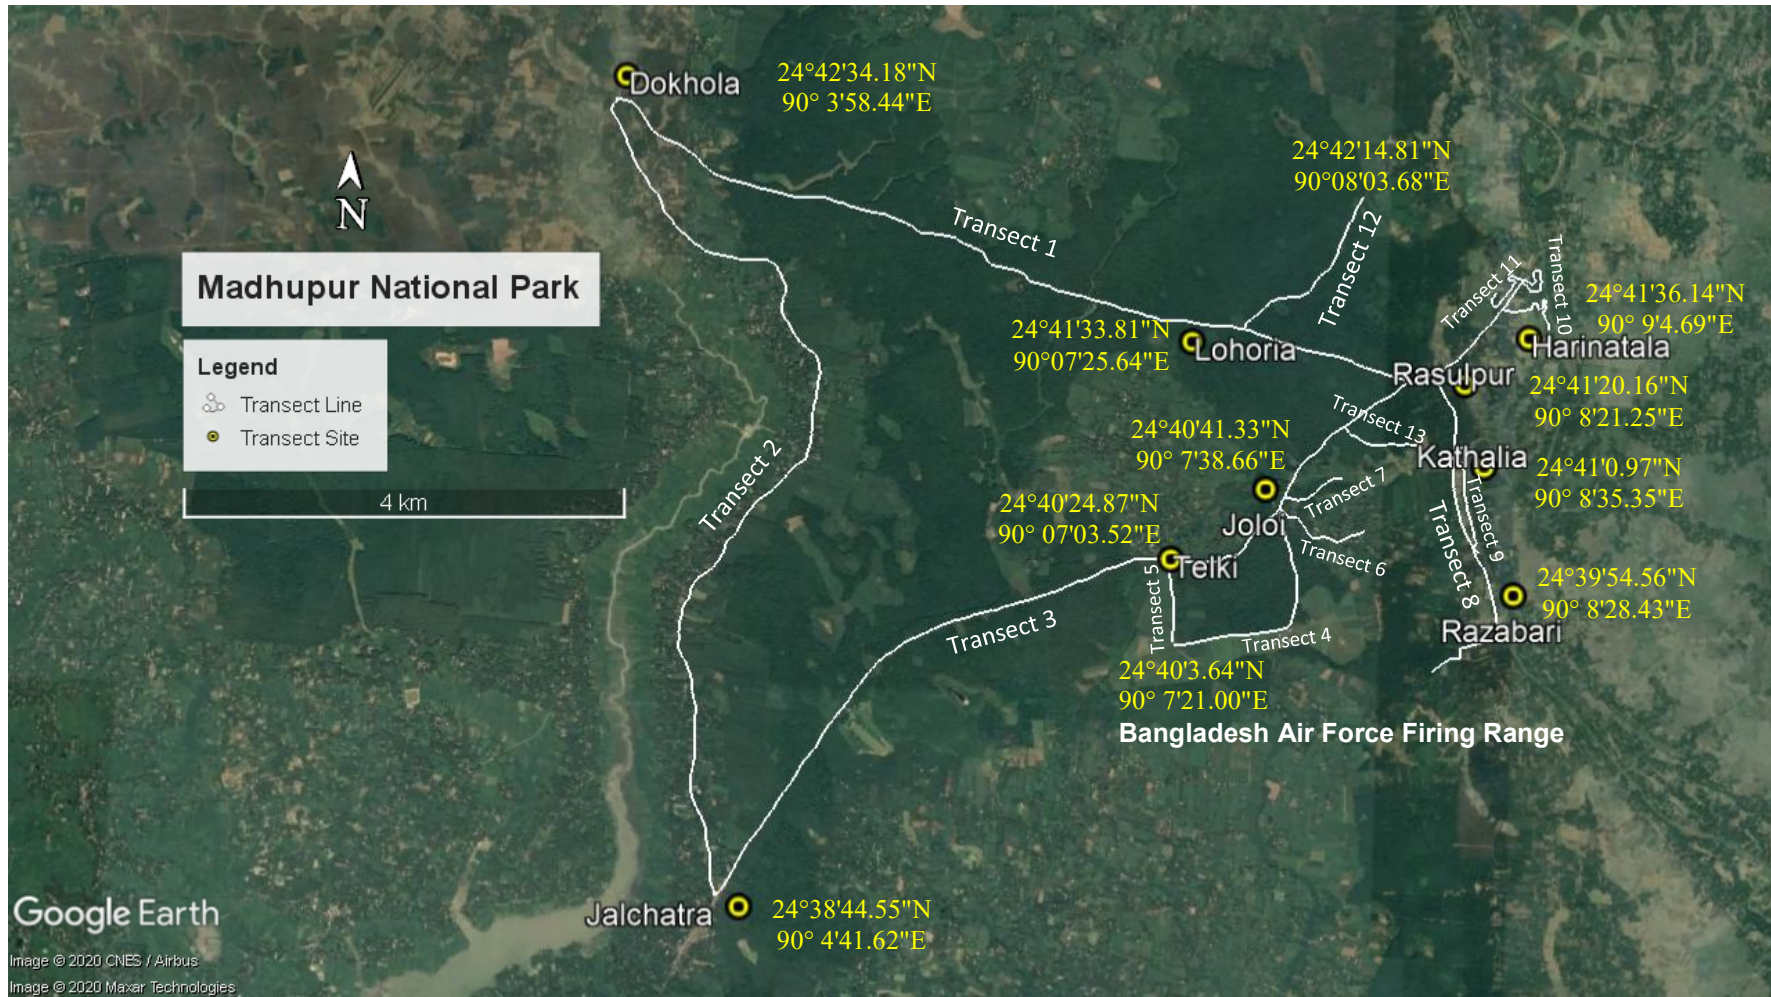 Dokhola
24°42'34.18"N
90° 3'58.44"E
24°42'14.81"N
90°08'03.68"E
N
Transect 1
Transect 12
Madhupur National Park
Transect 11
Transect 10
24°41'36.14"N
90° 9'4.69"E
Harinatala
24°41'33.81"N
90°07'25.64"E
Lohoria
Legend
Transect Line
Transect Site
Rasulpur
24°41'20.16"N
90° 8'21.25"E
Transect 13
24°40'41.33"N
90° 7'38.66"E
Kathalia
24°41'0.97"N
90° 8'35.35"E
4 km
Transect 2
Transect 7
24°40'24.87"N
90° 07'03.52"E
Joloi
Transect 6
Transect 9
Transect 8
Telki
Transect 5
24°39'54.56"N
90° 8'28.43"E
Razabari
Transect 3
Transect 4
24°40'3.64"N
90° 7'21.00"E
Bangladesh Air Force Firing Range
Jalchatra
24°38'44.55"N
90° 4'41.62"E
Google Earth
Image © 2020 CNES / Airbus
Image © 2020 Maxar Technologies